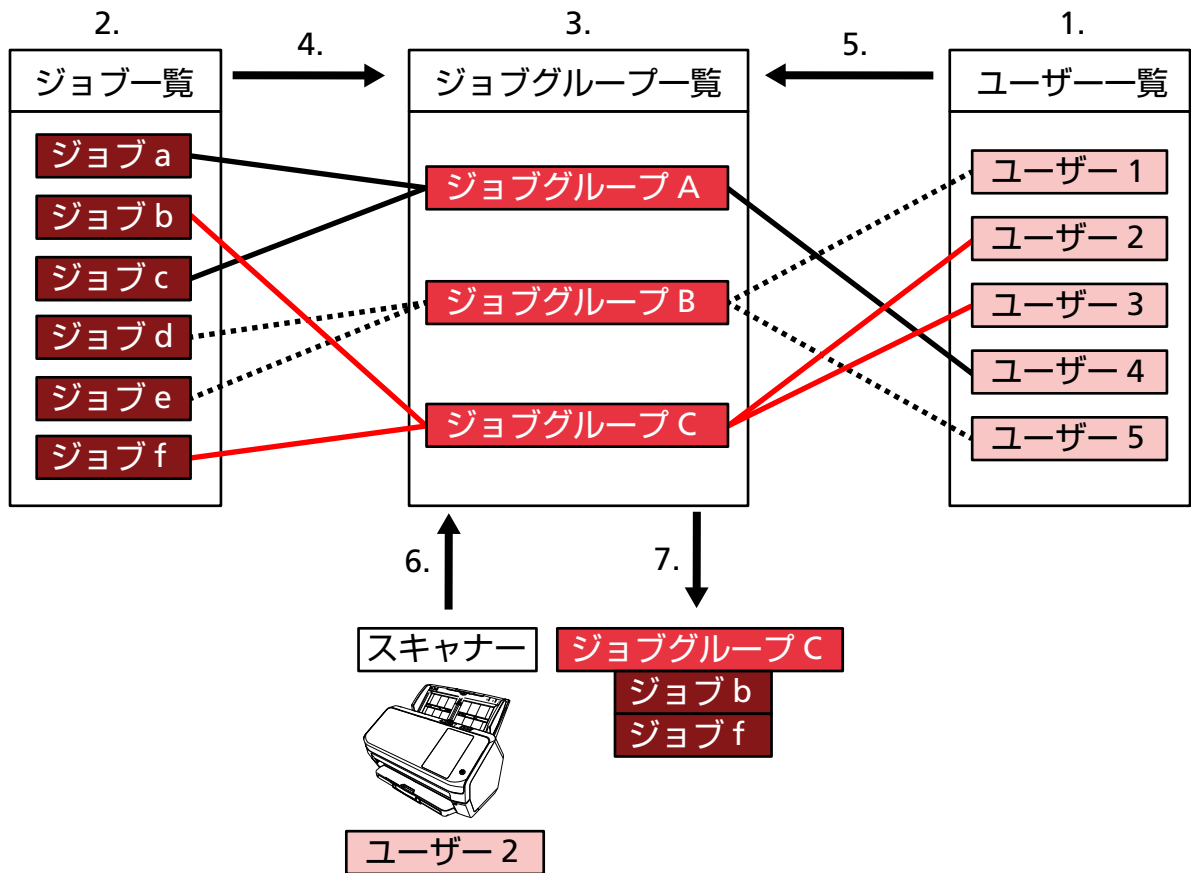 2.
4.
3.
5.
1.
ジョブ一覧
ジョブグループ一覧
ユーザー一覧
ジョブ a
ジョブ b
ジョブ c
ジョブ d
ジョブ e
ジョブ f
ジョブグループ A
ジョブグループ B
ジョブグループ C
ユーザー 1
ユーザー 2
ユーザー 3
ユーザー 4
ユーザー 5
6.
7.
スキャナー
ユーザー 2
ジョブグループ C
ジョブ b
ジョブ f